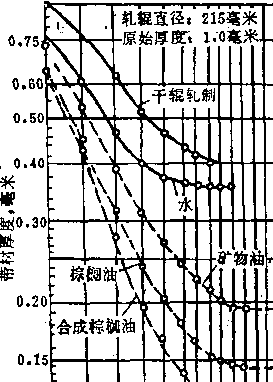 轧辊直径:215毫米
原始厚度:1.0毫米
0.75
0.60
0.50
0.40
0.30
0.20
0.15
带材厚度,毫米
干辊轧制
水
矿物油
棕榈油
合成棕榈油